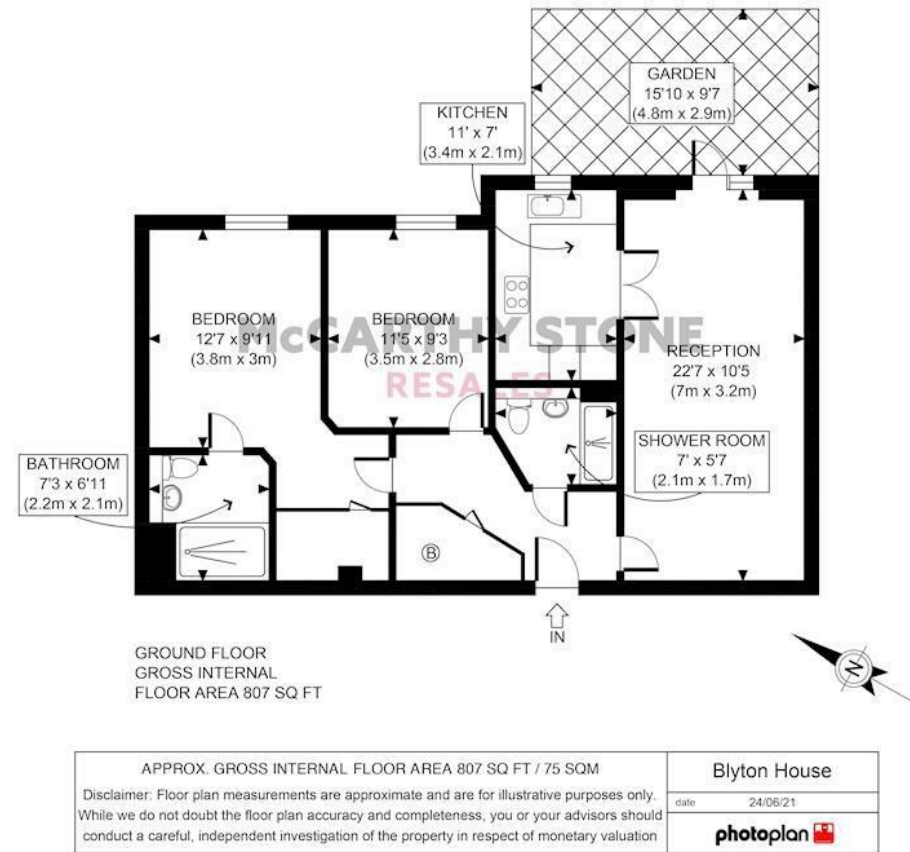 GARDEN
15'10 x 9'7
(4.8m x 2.9m)
KITCHEN
11' x 7'
(3.4m x 2.1m)
BEDROOM
12'7 x 9'11
(3.8m x 3m)
BEDROOM
11'5 x 9'3
(3.5m x 2.8m)
McCARTHY STONE
RESALES
RECEPTION
22'7 x 10'5
(7m x 3.2m)
BATHROOM
7'3 x 6'11
(2.2m x 2.1m)
SHOWER ROOM
7' x 5'7
(2.1m x 1.7m)
B
IN
N
GROUND FLOOR
GROSS INTERNAL
FLOOR AREA 807 SQ FT
APPROX. GROSS INTERNAL FLOOR AREA 807 SQ FT / 75 SQM
Disclaimer: Floor plan measurements are approximate and are for illustrative purposes only.
While we do not doubt the floor plan accuracy and completeness, you or your advisors should
conduct a careful, independent investigation of the property in respect of monetary valuation
Blyton House
date 24/06/21
photoplan